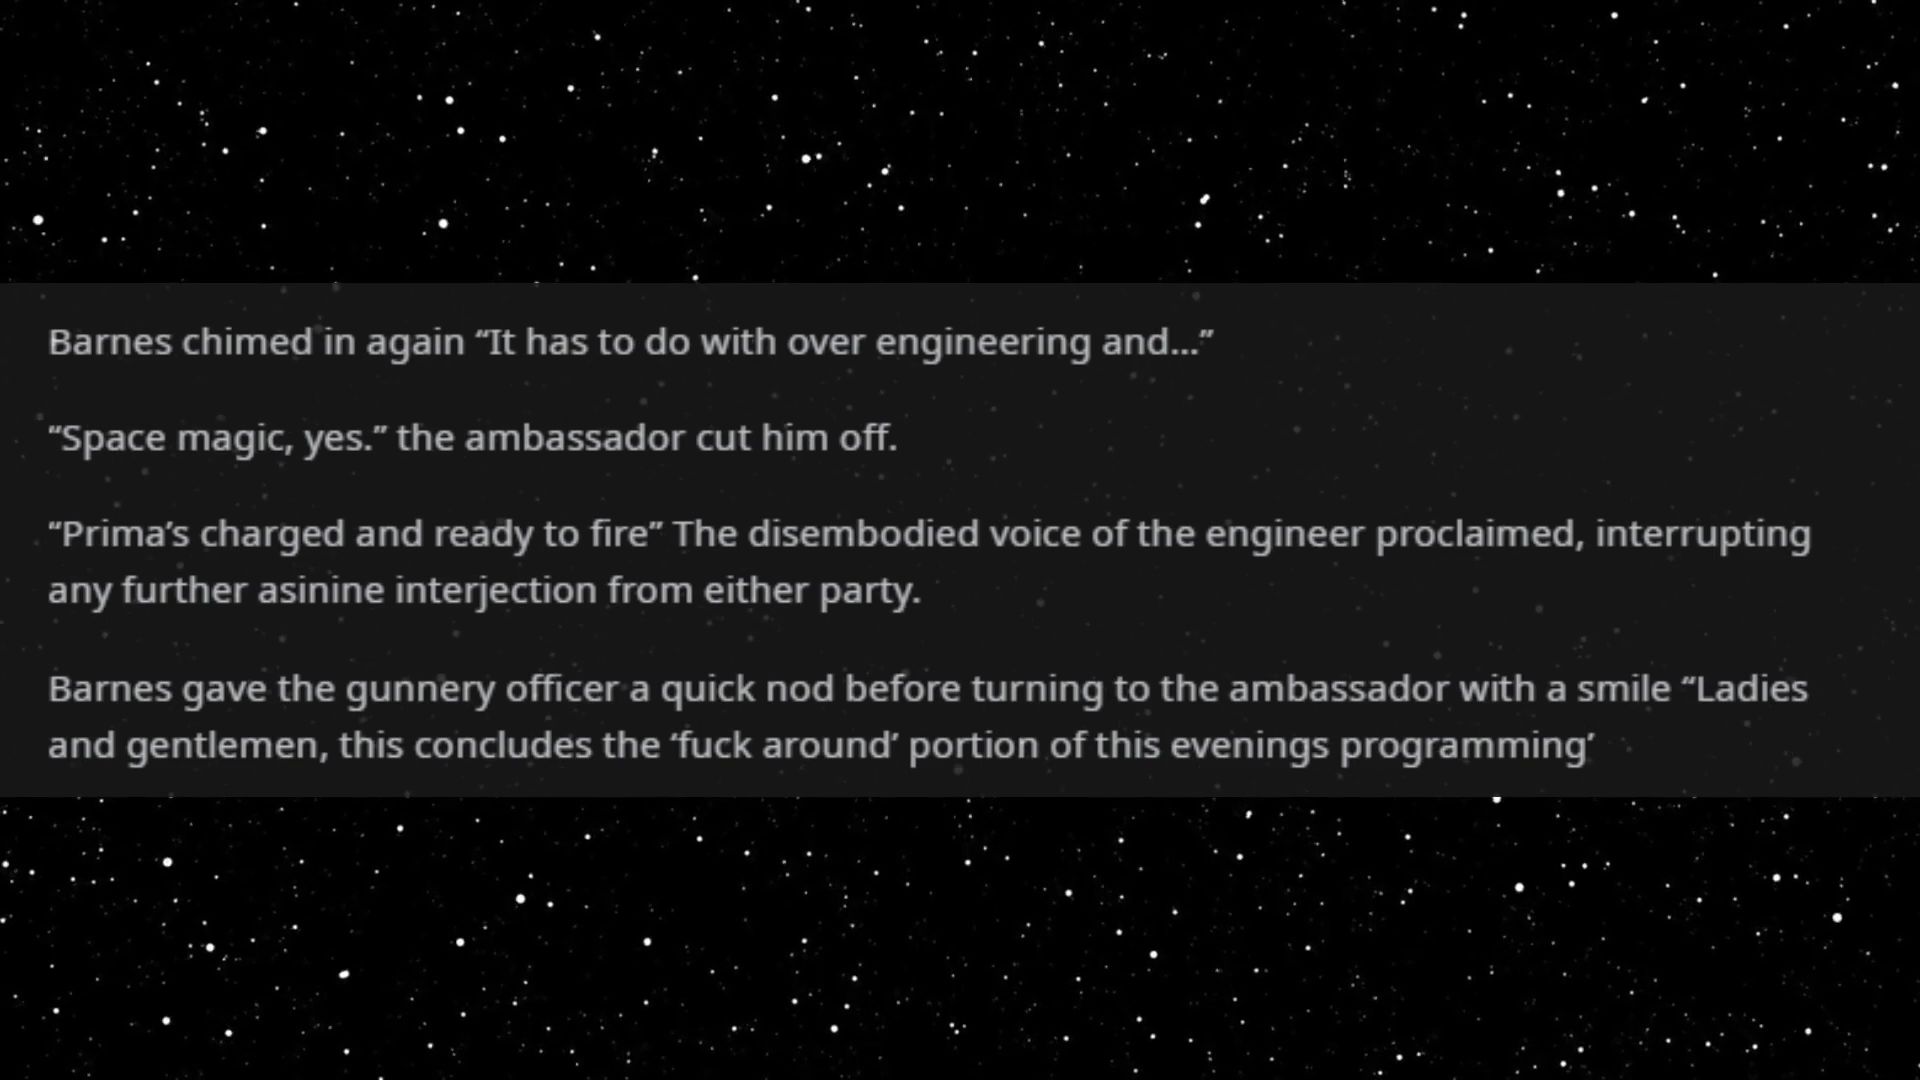 Barnes chimed in again “It has to do with over engineering and...”
“Space magic, yes.” the ambassador cut him off.
“Prima’s charged and ready to fire” The disembodied voice of the engineer proclaimed, interrupting
any further asinine interjection from either party.
Barnes gave the gunnery officer a quick nod before turning to the ambassador with a smile “Ladies
and gentlemen, this concludes the ‘fuck around’ portion of this evenings programming’